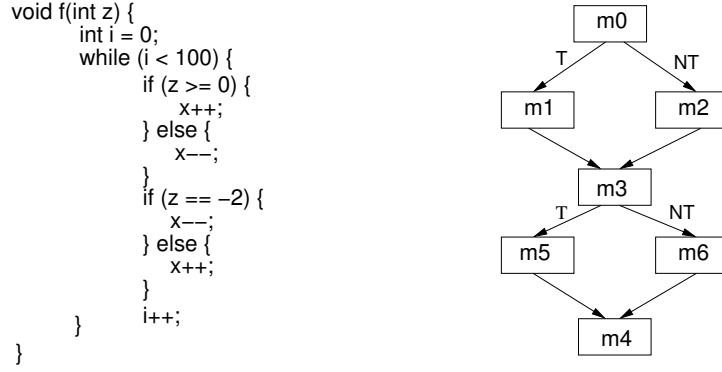 void f(int z) {
int i = 0;
while (i < 100) {
if (z >= 0) {
x++;
} else {
x−−;
}
if (z == −2) {
x−−;
} else {
x++;
}
i++;
}
}
m0
T
NT
m1
m2
m3
T
NT
m5
m6
m4